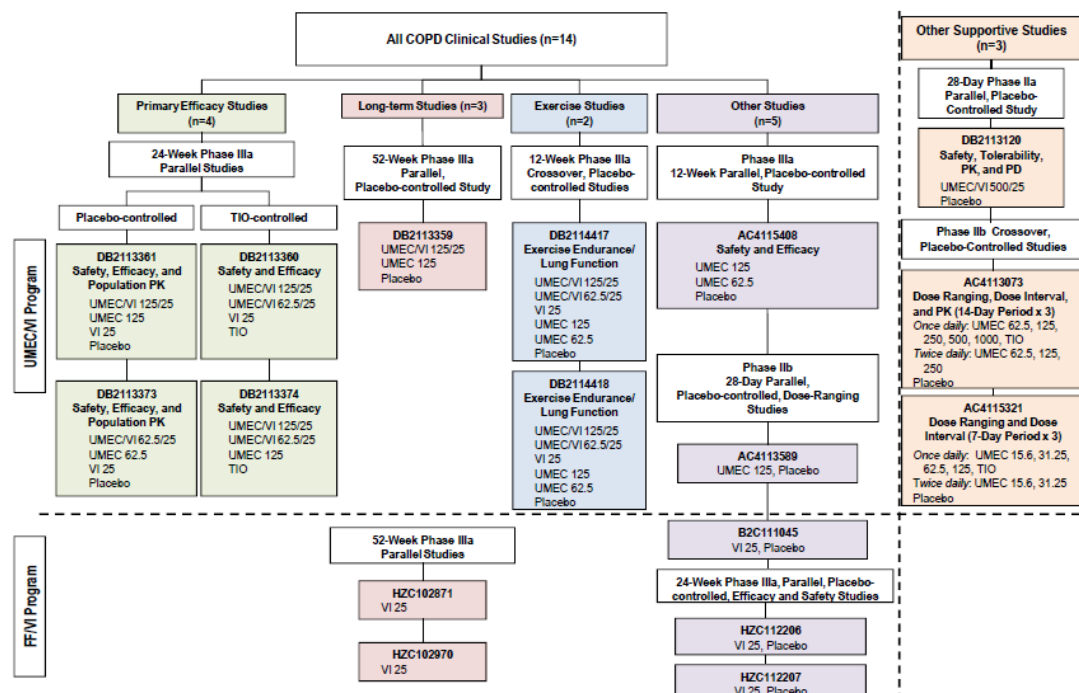 All COPD Clinical Studies (n=14)
Primary Efficacy Studies
(n=4)
24-Week Phase IIIa
Parallel Studies
Placebo-controlled
DB2113361
Safety, Efficacy, and
Population PK
UMEC/VI 125/25
UMEC 125
VI 25
Placebo
DB2113373
Safety, Efficacy, and
Population PK
UMEC/VI 62.5/25
UMEC 62.5
VI 25
Placebo
TIO-controlled
DB2113360
Safety and Efficacy
UMEC/VI 125/25
UMEC/VI 62.5/25
VI 25
TIO
DB2113374
Safety and Efficacy
UMEC/VI 125/25
UMEC/VI 62.5/25
UMEC 125
TIO
Long-term Studies (n=3)
52-Week Phase IIIa
Parallel,
Placebo-controlled Study
DB2113359
UMEC/VI 125/25
UMEC 125
Placebo
Exercise Studies
(n=2)
12-Week Phase IIIa
Crossover, Placebo-
controlled Studies
DB2114417
Exercise Endurance/
Lung Function
UMEC/VI 125/25
UMEC/VI 62.5/25
VI 25
UMEC 125
UMEC 62.5
Placebo
DB2114418
Exercise Endurance/
Lung Function
UMEC/VI 125/25
UMEC/VI 62.5/25
VI 25
UMEC 125
UMEC 62.5
Placebo
Other Studies
(n=5)
Phase IIIa
12-Week Parallel, Placebo-controlled
Study
AC4115408
Safety and Efficacy
UMEC 125
UMEC 62.5
Placebo
Phase IIb
28-Day Parallel,
Placebo-controlled, Dose-Ranging
Studies
AC4113589
UMEC 125, Placebo
Other Supportive Studies
(n=3)
28-Day Phase IIa
Parallel, Placebo-
Controlled Study
DB2113120
Safety, Tolerability,
PK, and PD
UMEC/VI 500/25
Placebo
Phase IIb Crossover,
Placebo-Controlled Studies
AC4113073
Dose Ranging, Dose Interval,
and PK (14-Day Period x 3)
Once daily: UMEC 62.5, 125,
250, 500, 1000, TIO
Twice daily: UMEC 62.5, 125,
250
Placebo
AC4115321
Dose Ranging and Dose
Interval (7-Day Period x 3)
Once daily: UMEC 15.6, 31.25,
62.5, 125, TIO
Twice daily: UMEC 15.6, 31.25
Placebo
UMEC/VI Program
FF/VI Program
52-Week Phase IIIa
Parallel Studies
HZC102871
VI 25
HZC102970
VI 25
B2C111045
VI 25, Placebo
24-Week Phase IIIa, Parallel, Placebo-
controlled, Efficacy and Safety Studies
HZC112206
VI 25, Placebo
HZC112207
VI 25, Placebo